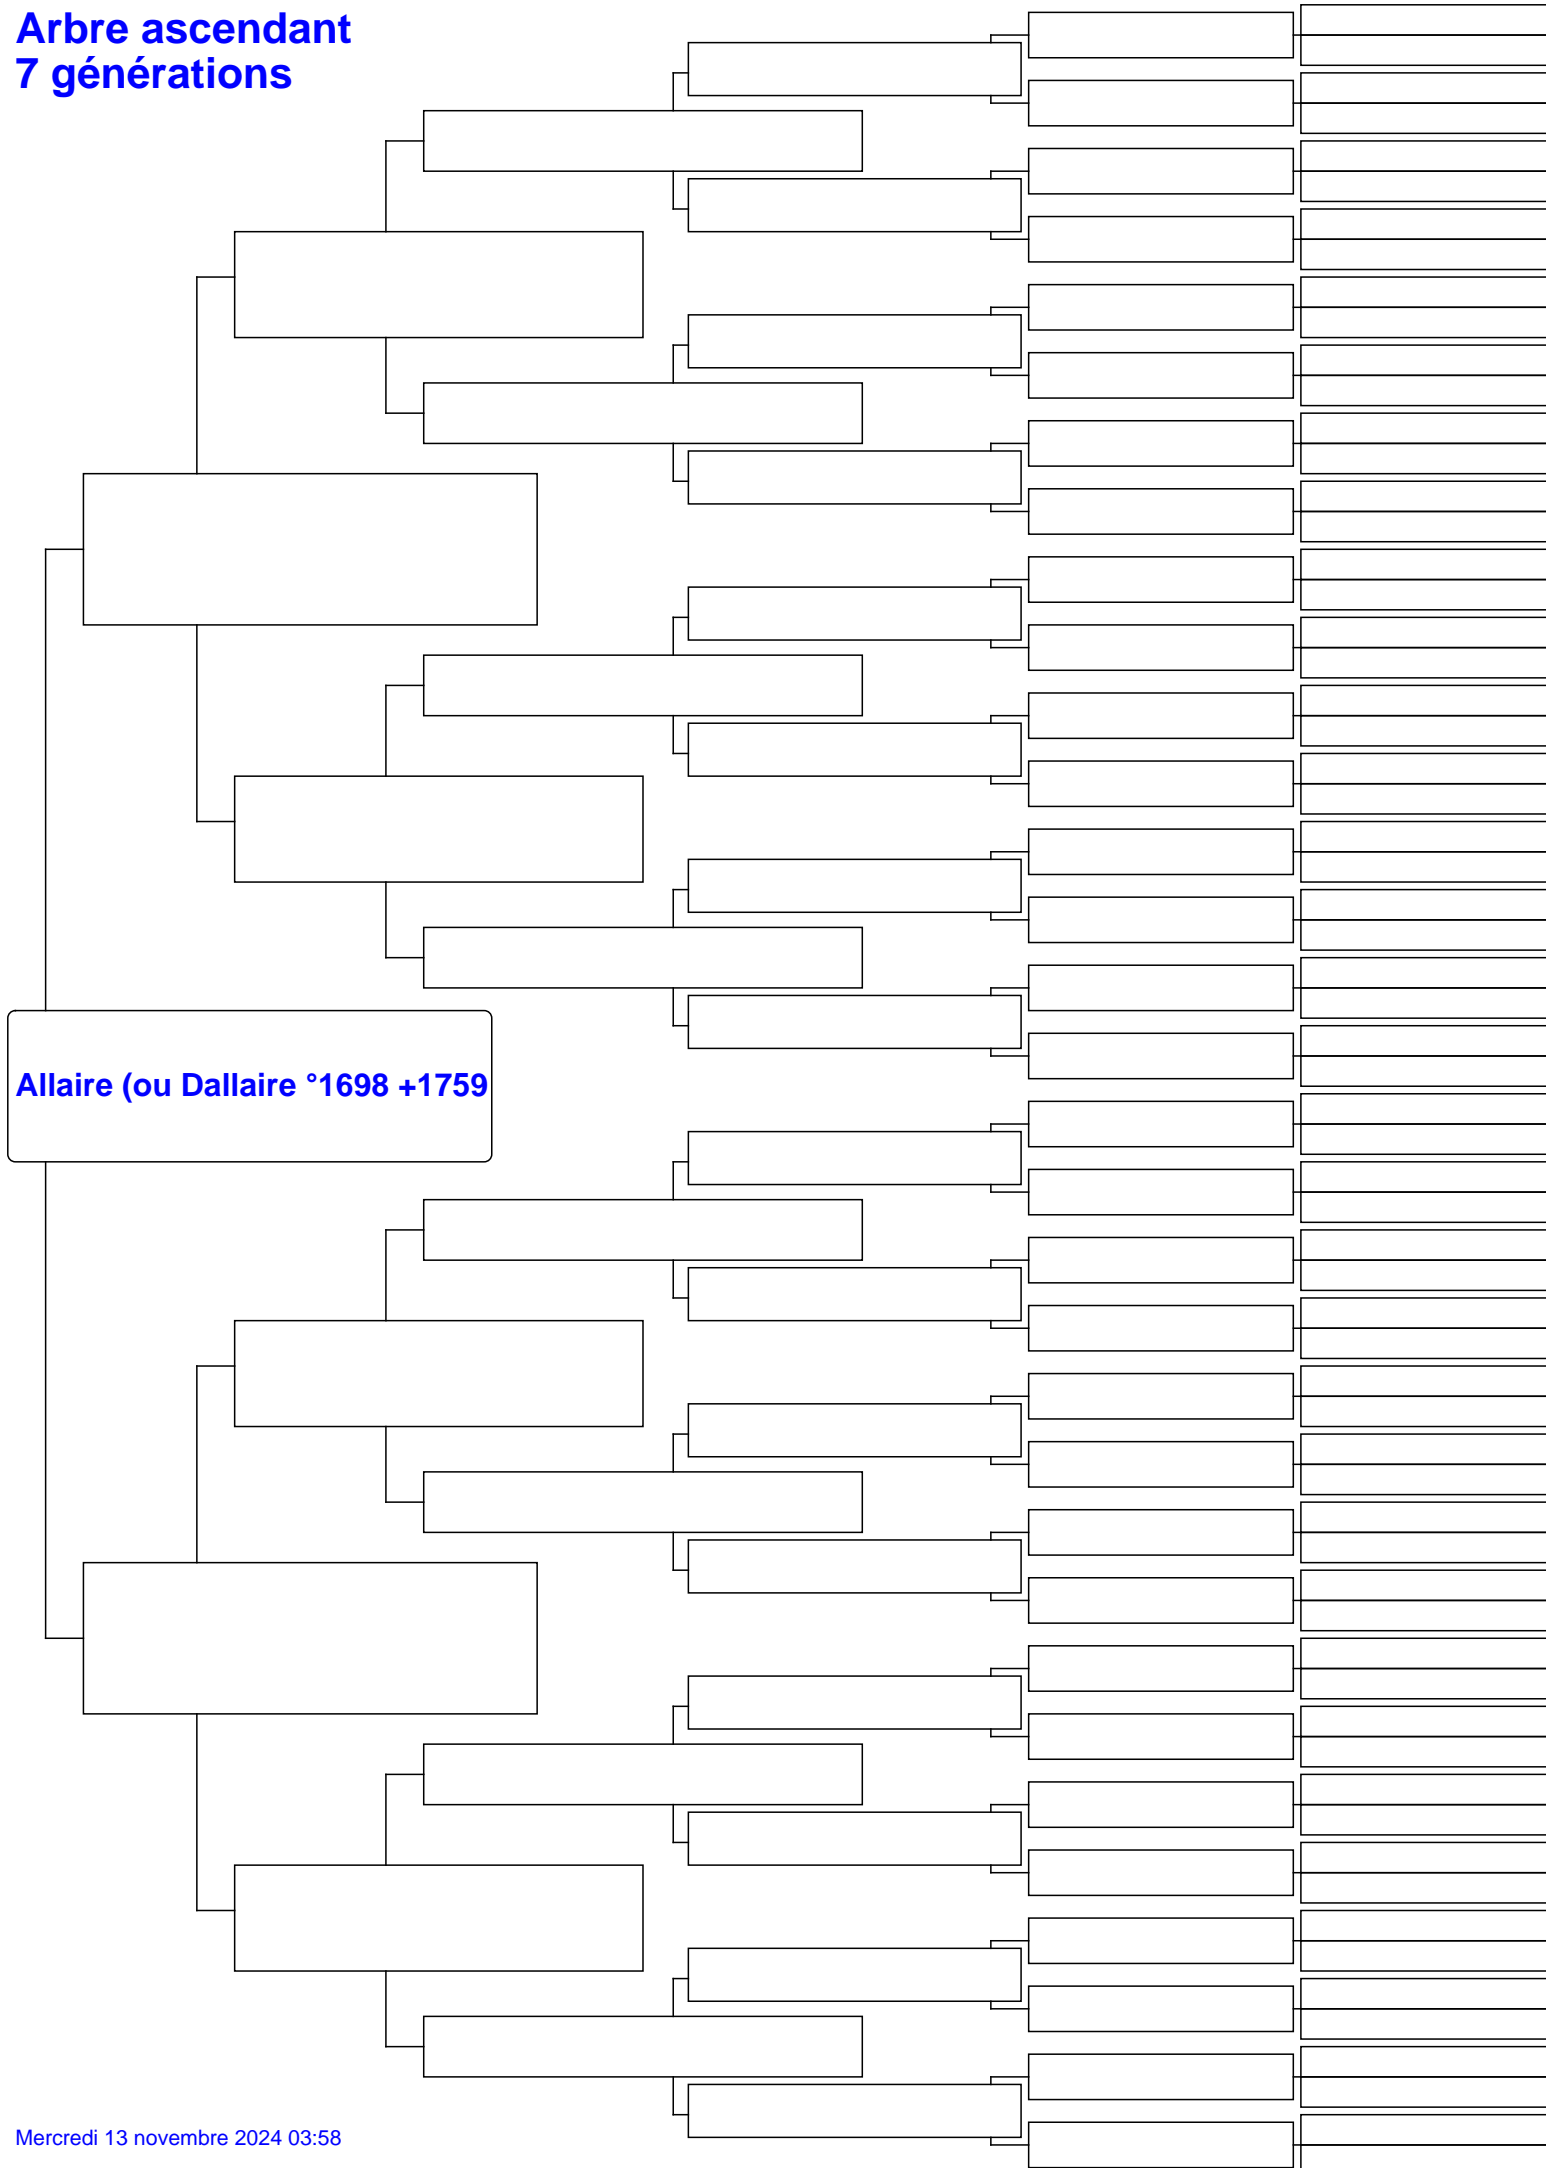 Arbre ascendant
7 générations
Allaire (ou Dallaire °1698 +1759
Mercredi 13 novembre 2024 03:58